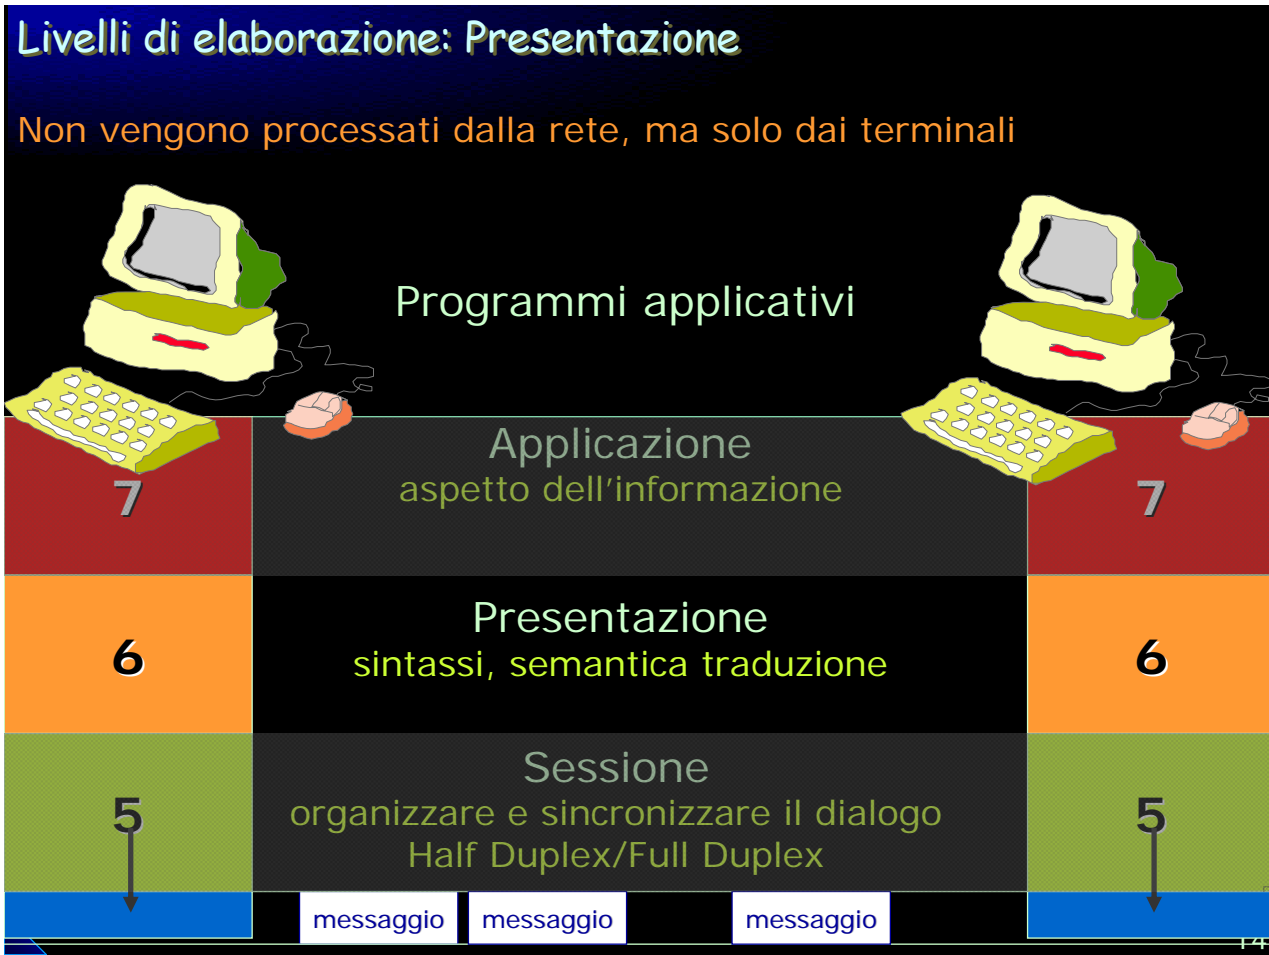 Livelli di elaborazione: Presentazione
Non vengono processati dalla rete, ma solo dai terminali
Programmi applicativi
Applicazione
aspetto dell'informazione
7
7
Presentazione
sintassi, semantica traduzione
6
6
Sessione
organizzare e sincronizzare il dialogo
Half Duplex/Full Duplex
5
5
messaggio messaggio messaggio
14